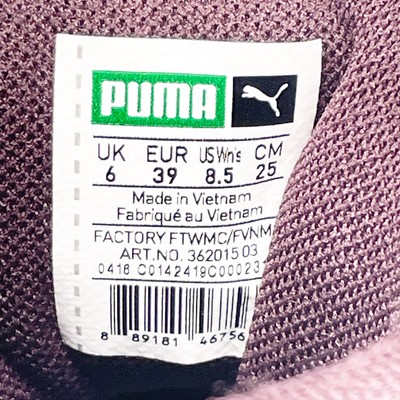 PUMA
UK EUR US Wn's CM
6 39 8.5 25
Made in Vietnam
Fabriqué au Vietnam
FACTORY FTWMC/FVNM
ART.NO. 362015 03
0418 C0142419C00023
8 89181 46756